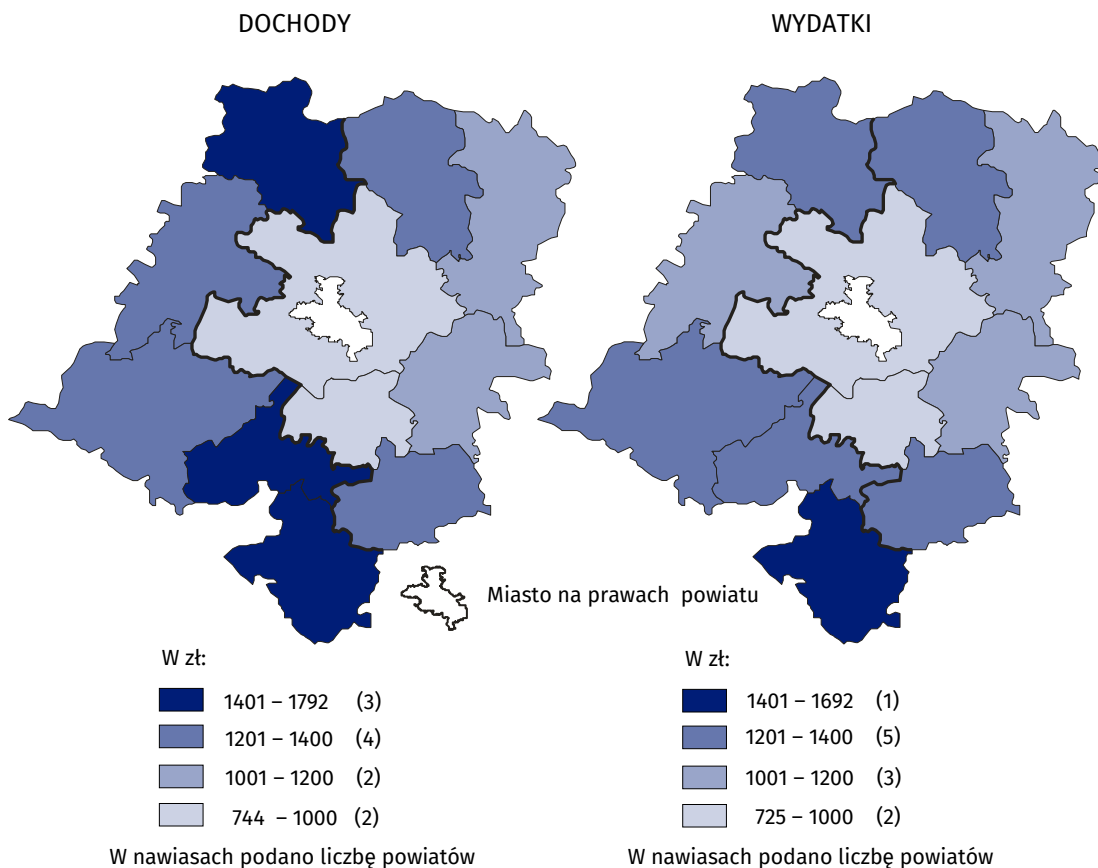 DOCHODY
WYDATKI
Miasto na prawach powiatu
W zł:
1401 – 1792 (3)
1201 – 1400 (4)
1001 – 1200 (2)
744 – 1000 (2)
W nawiasach podano liczbę powiatów
W zł:
1401 – 1692 (1)
1201 – 1400 (5)
1001 – 1200 (3)
725 – 1000 (2)
W nawiasach podano liczbę powiatów